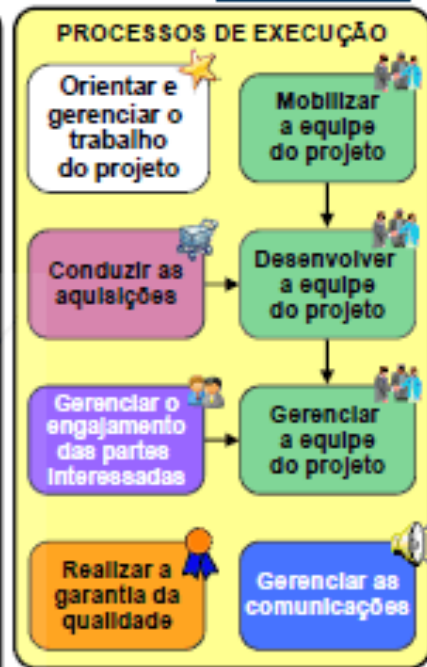 PROCESSOS DE EXECUÇÃO
Orientar e
gerenciar o
trabalho
do projeto
Mobilizar
a equipe
do projeto
Conduzir as
aquisições
Desenvolver
a equipe
do projeto
Gerenciar o
engajamento
das partes
interessadas
Gerenciar
a equipe
do projeto
Realizar a
garantia da
qualidade
Gerenciar as
comunicações